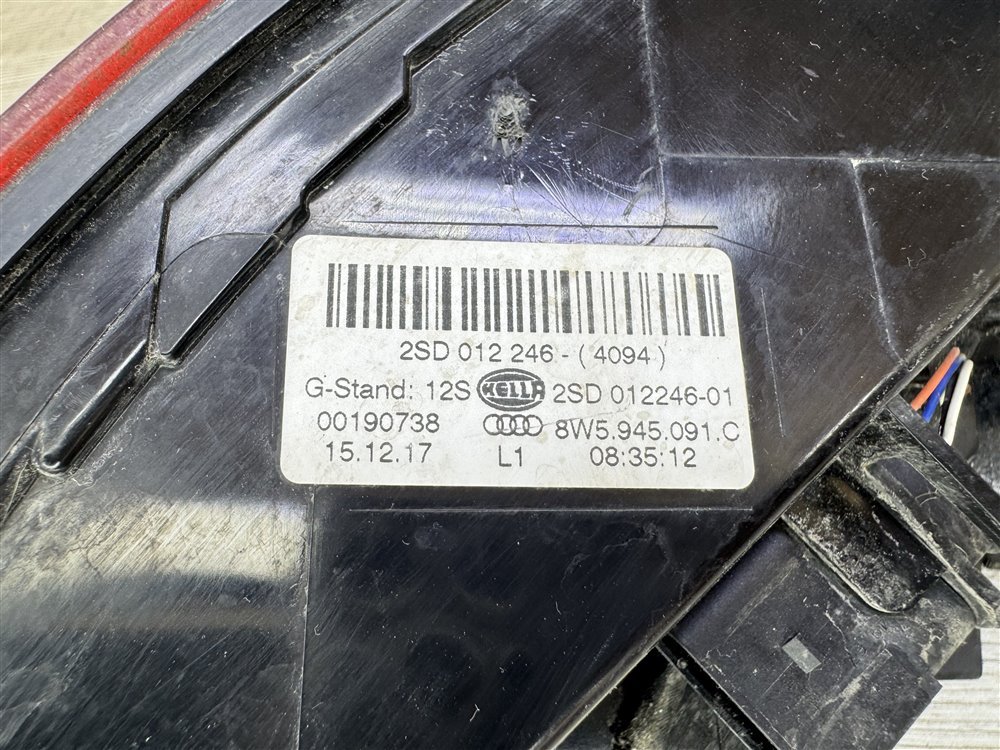 2SD 012 246 - ( 4094 )
G-Stand: 12S HELLA 2SD 012246-01
00190738 8W5.945.091.C
15.12.17 L1 08:35:12